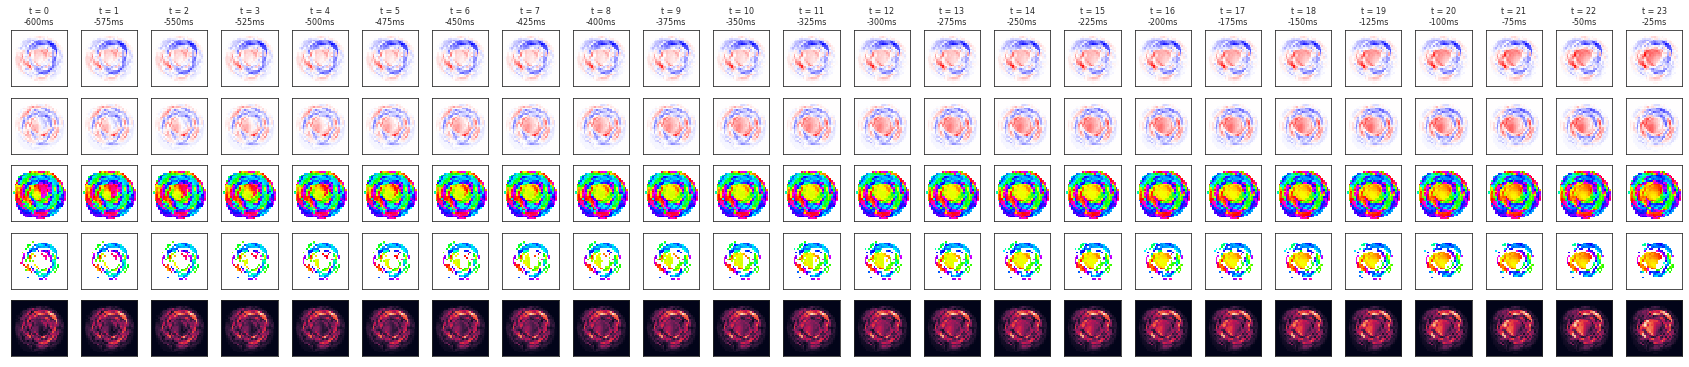 t = 0 t = 1 t = 2 t = 3 t = 4 t = 5 t = 6 t = 7 t = 8 t = 9 t = 10 t = 11 t = 12 t = 13 t = 14 t = 15 t = 16 t = 17 t = 18 t = 19 t = 20 t = 21 t = 22 t = 23
-600ms -575ms -550ms -525ms -500ms -475ms -450ms -425ms -400ms -375ms -350ms -325ms -300ms -275ms -250ms -225ms -200ms -175ms -150ms -125ms -100ms -75ms -50ms -25ms